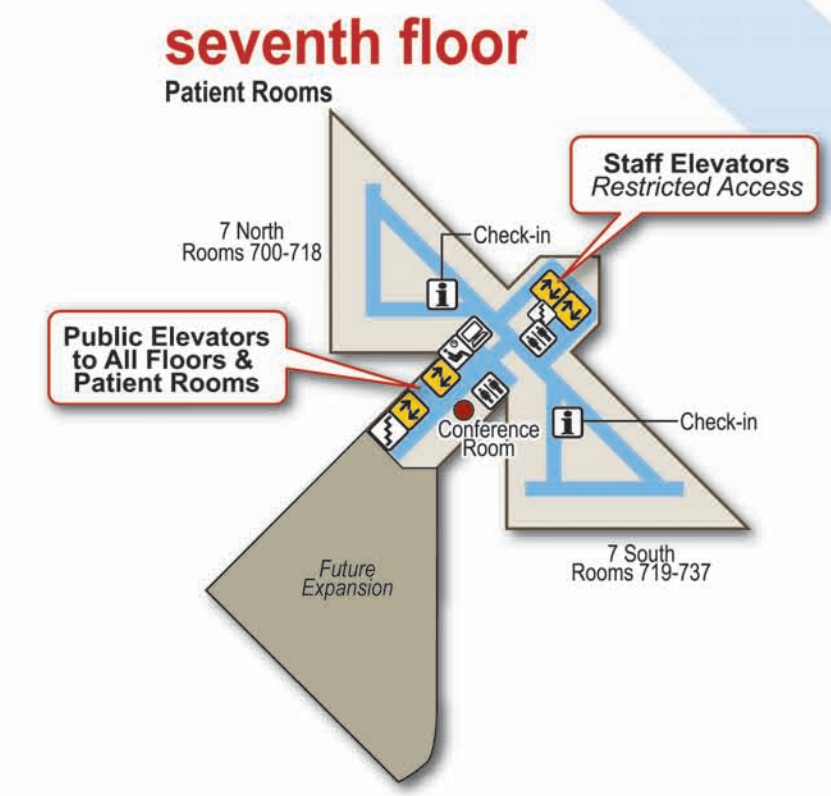 seventh floor
Patient Rooms
Staff Elevators
Restricted Access
7 North
Rooms 700-718
Check-in
i
Public Elevators
to All Floors &
Patient Rooms
i
Check-in
Conference
Room
7 South
Rooms 719-737
Future
Expansion